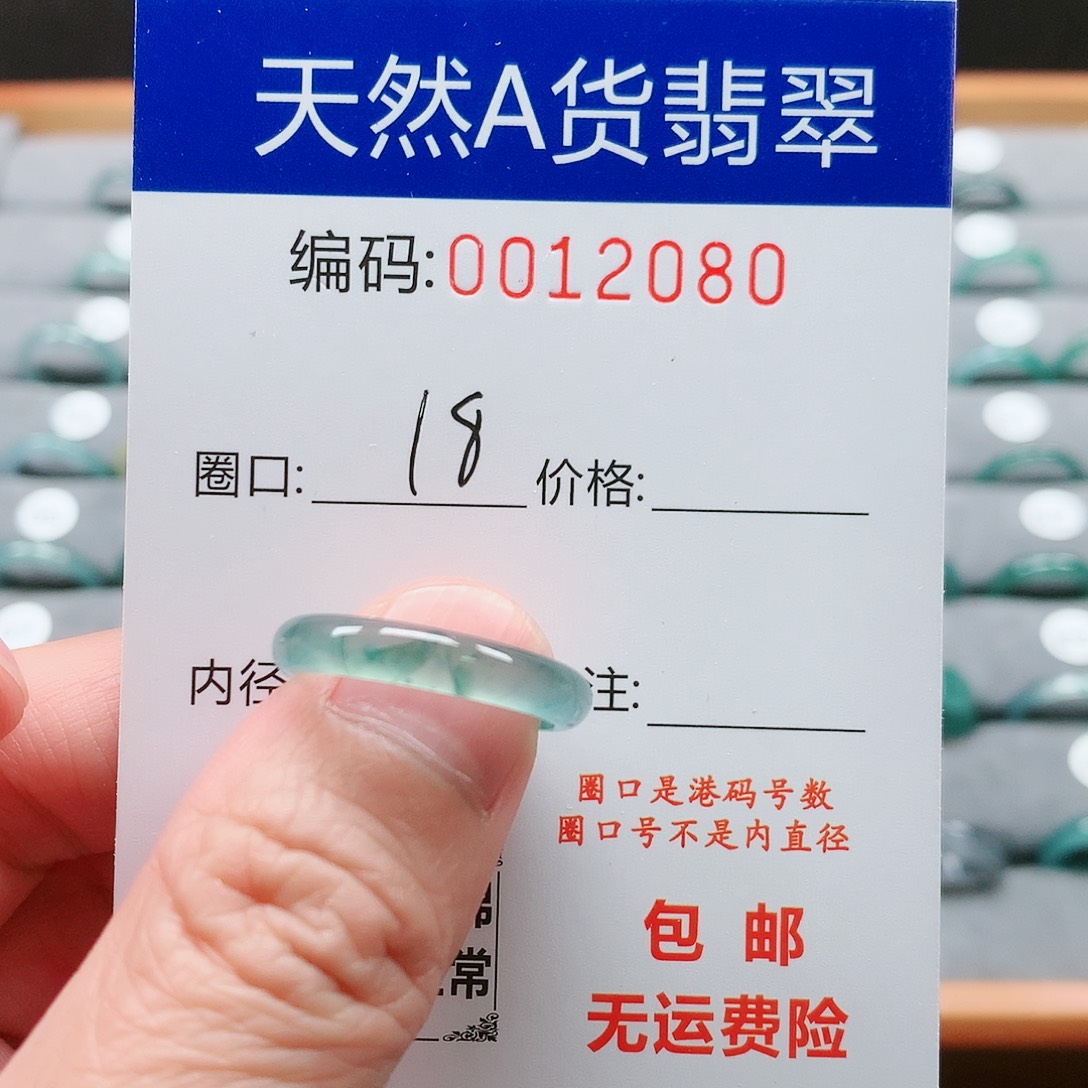 天然A货翡翠
编码:0012080
圈口: 18 价格:
内径 注:
圈口是港码号数
圈口号不是内直径
常
包 邮
无运费险